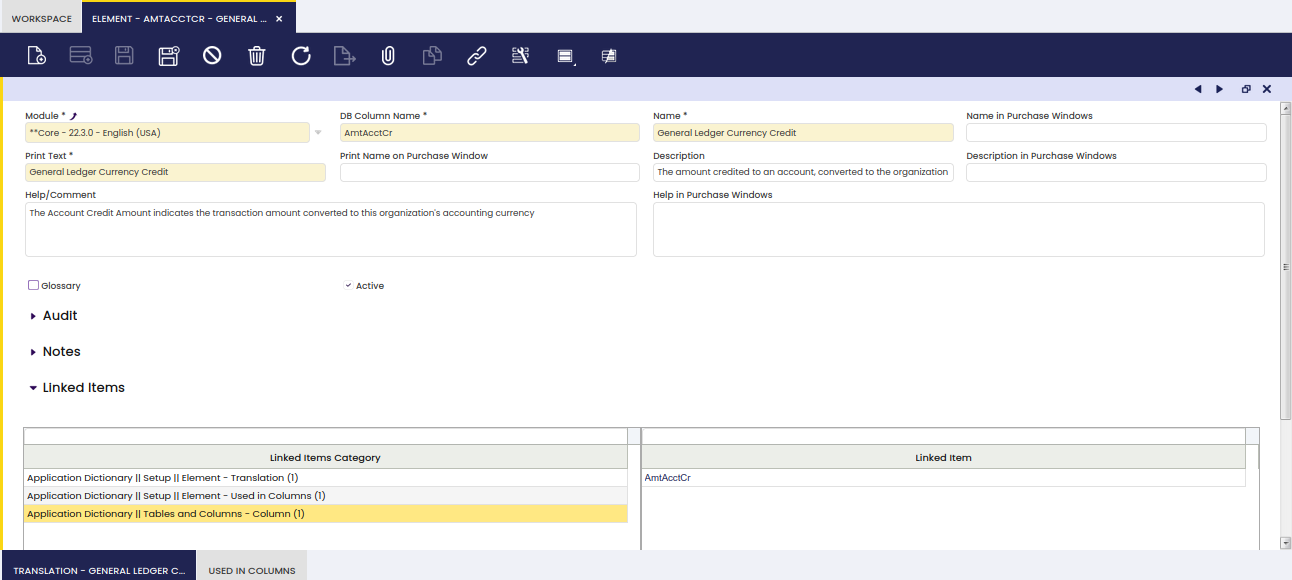 WORKSPACE
ELEMENT - AMTACCTCR - GENERAL ...
Module *
DB Column Name *
Name *
Name in Purchase Windows
**Core - 22.3.0 - English (USA)
AmtAcctCr
General Ledger Currency Credit
Print Text *
Print Name on Purchase Window
Description
Description in Purchase Windows
General Ledger Currency Credit
The amount credited to an account, converted to the organization
Help/Comment
Help in Purchase Windows
The Account Credit Amount indicates the transaction amount converted to this organization's accounting currency
Glossary
Active
Audit
Notes
Linked Items
Linked Items Category
Linked Item
Application Dictionary || Setup || Element - Translation (1)
AmtAcctCr
Application Dictionary || Setup || Element - Used in Columns (1)
Application Dictionary || Tables and Columns - Column (1)
TRANSLATION - GENERAL LEDGER C...
USED IN COLUMNS